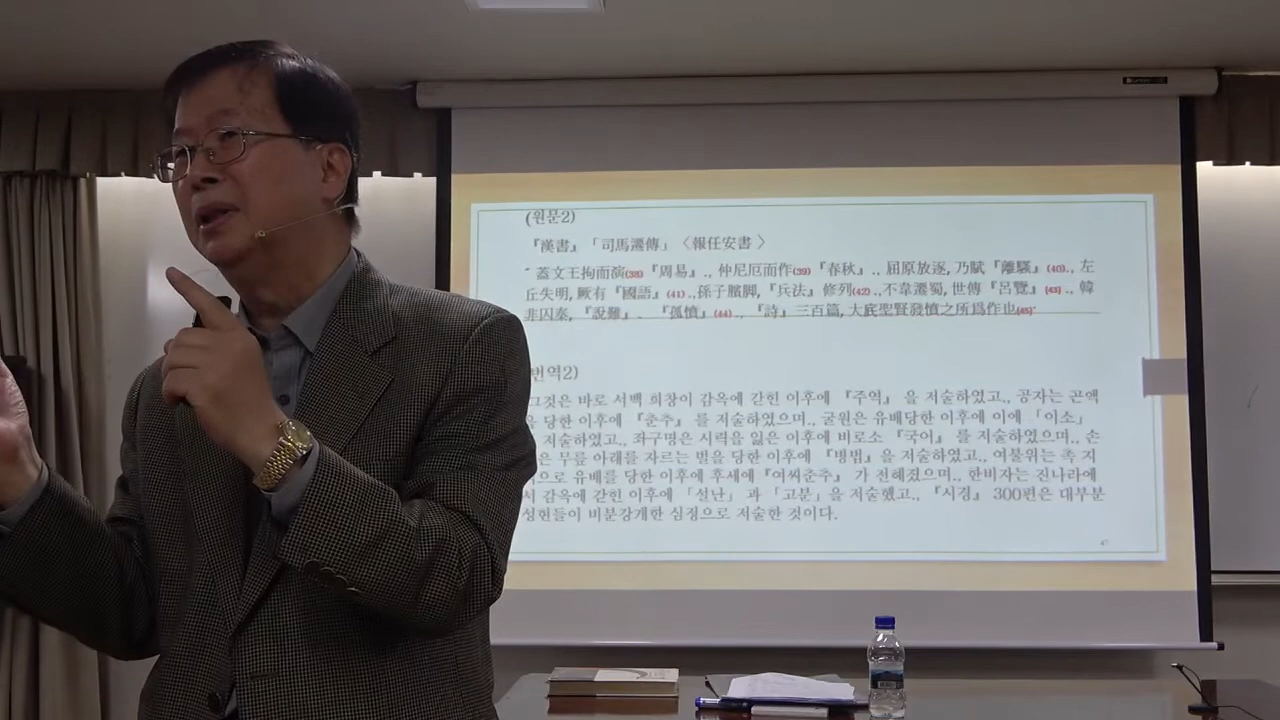 (원문2)
『漢書』「司馬遷傳」〈報任安書 〉
蓋文王拘而演(38)『周易』., 仲尼厄而作(39)『春秋』., 屈原放逐, 乃賦『離騷』(40)., 左
丘失明, 厥有『國語』(41).,孫子臏脚,『兵法』修列(42).,不韋遷蜀, 世傳『呂覽』(43)., 韓
非囚秦,『說難』、『孤憤』(44).,『詩』三百篇, 大底聖賢發憤之所爲作也(45)
번역2)
그것은 바로 서백 희창이 감옥에 갇힌 이후에 『주역』 을 저술하였고., 공자는 곤액
을 당한 이후에 『춘추』 를 저술하였으며., 굴원은 유배당한 이후에 이에 「이소」
저술하였고., 좌구명은 시력을 잃은 이후에 비로소 『국어』 를 저술하였으며., 손
은 무릎 아래를 자르는 벌을 당한 이후에 『병법』을 저술하였고., 여불위는 촉 지
으로 유배를 당한 이후에 후세에『여씨춘추』 가 전해졌으며., 한비자는 진나라에
서 감옥에 갇힌 이후에「설난」과「고분」을 저술했고.,『시경』 300편은 대부분
성현들이 비분강개한 심정으로 저술한 것이다.
47